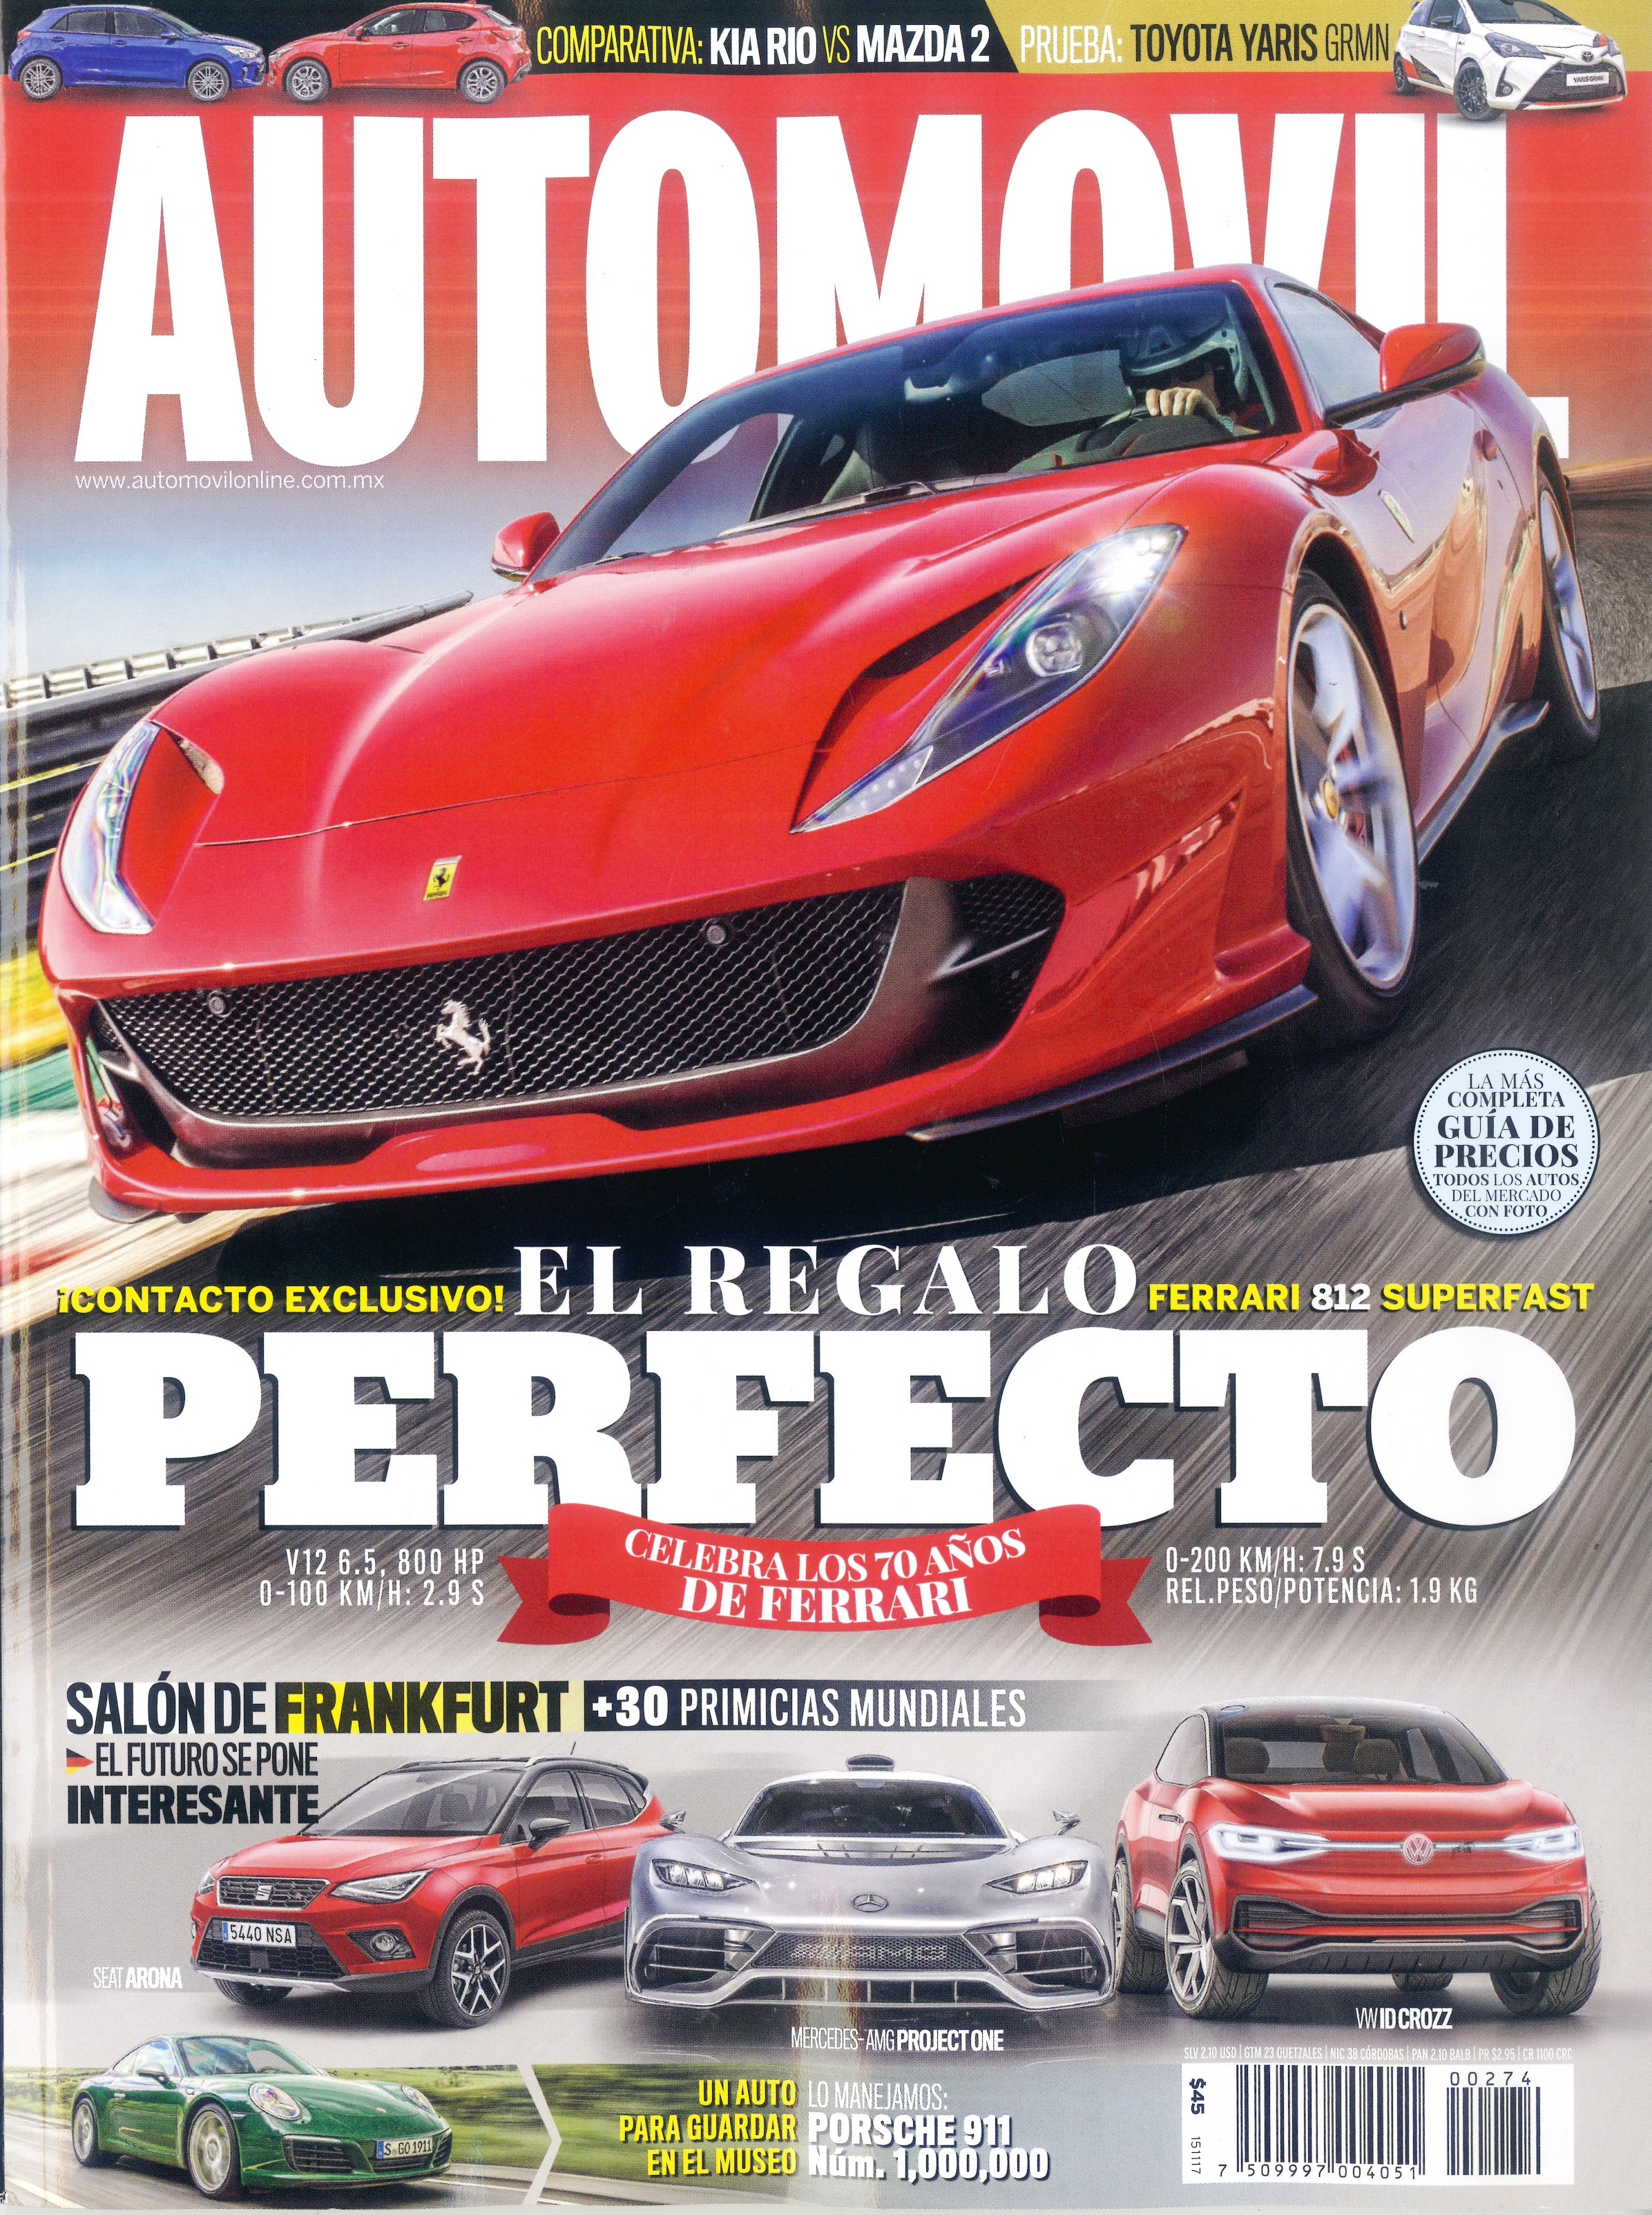 COMPARATIVA: KIA RIO VS MAZDA 2
PRUEBA: TOYOTA YARIS GRMN
YARIS GRMN
AUTOMOVIL
www.automovilonline.com.mx
LA MÁS
COMPLETA
GUÍA DE
PRECIOS
TODOS LOS AUTOS
DEL MERCADO
CON FOTO
¡CONTACTO EXCLUSIVO!
EL REGALO
FERRARI 812 SUPERFAST
PERFECTO
CELEBRA LOS 70 AÑOS
DE FERRARI
V12 6.5, 800 HP
0-100 KM/H: 2.9 S
0-200 KM/H: 7.9 S
REL.PESO/POTENCIA: 1.9 KG
SALÓN DE FRANKFURT
+30 PRIMICIAS MUNDIALES
EL FUTURO SE PONE
INTERESANTE
5440 NSA
AMG
SEAT ARONA
MERCEDES-AMG PROJECT ONE
VW ID CROZZ
S GO 1911
UN AUTO
PARA GUARDAR
EN EL MUSEO
LO MANEJAMOS:
PORSCHE 911
Núm. 1,000,000
SLV 2.10 USD | GTM 23 QUETZALES | NIC 38 CÓRDOBAS | PAN 2.10 BALB | PR $2.95 | CR 1100 CRC
$45
151117
00274
7 509997 004051